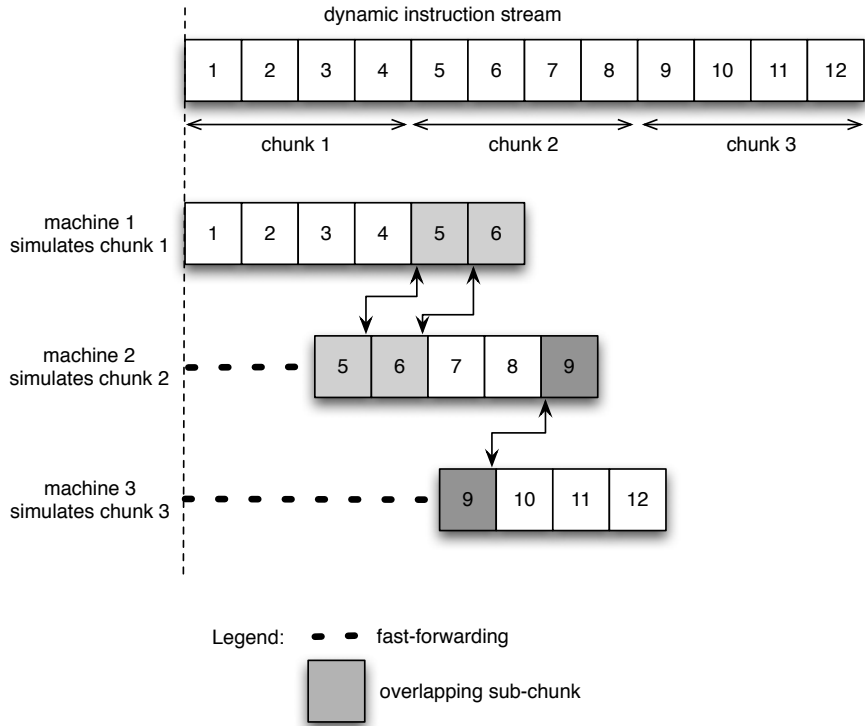 dynamic instruction stream
1 2 3 4 5 6 7 8 9 10 11 12
chunk 1 chunk 2 chunk 3
machine 1
simulates chunk 1
1 2 3 4 5 6
machine 2
simulates chunk 2
5 6 7 8 9
machine 3
simulates chunk 3
9 10 11 12
Legend: fast-forwarding
overlapping sub-chunk